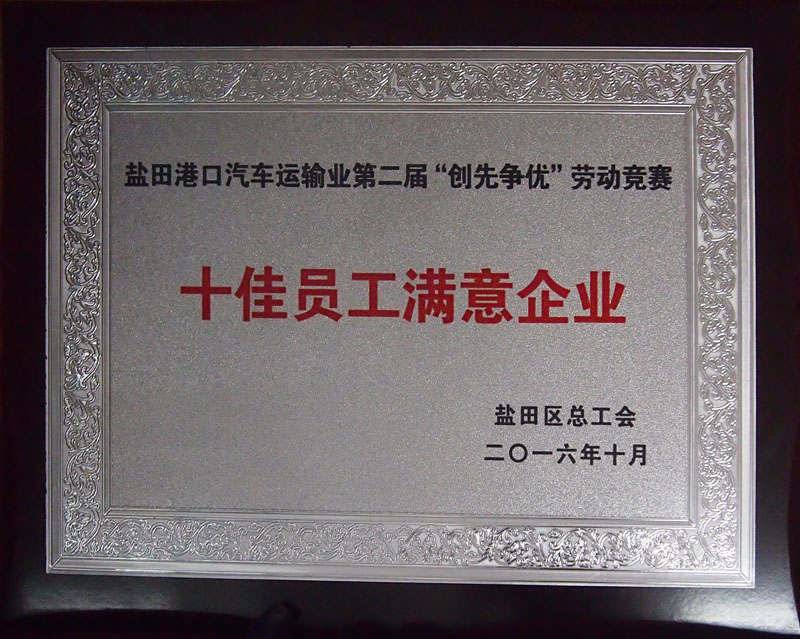 盐田港口汽车运输业第二届“创先争优”劳动竞赛
十佳员工满意企业
盐田区总工会
二〇一六年十月